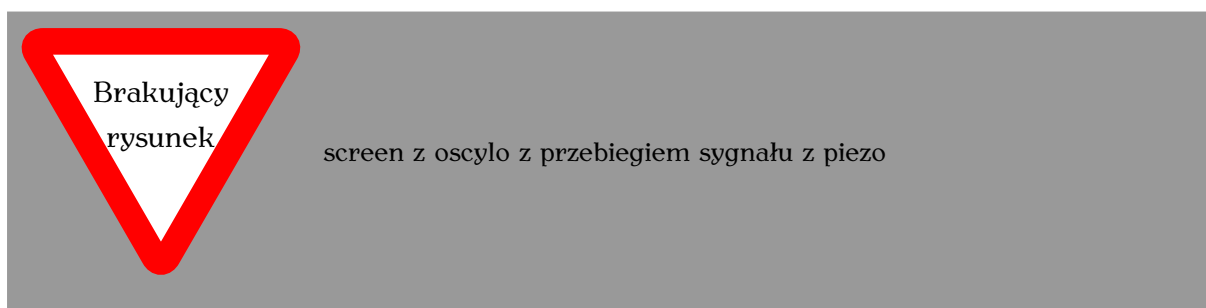 Brakujący
rysunek
screen z oscylo z przebiegiem sygnału z piezo